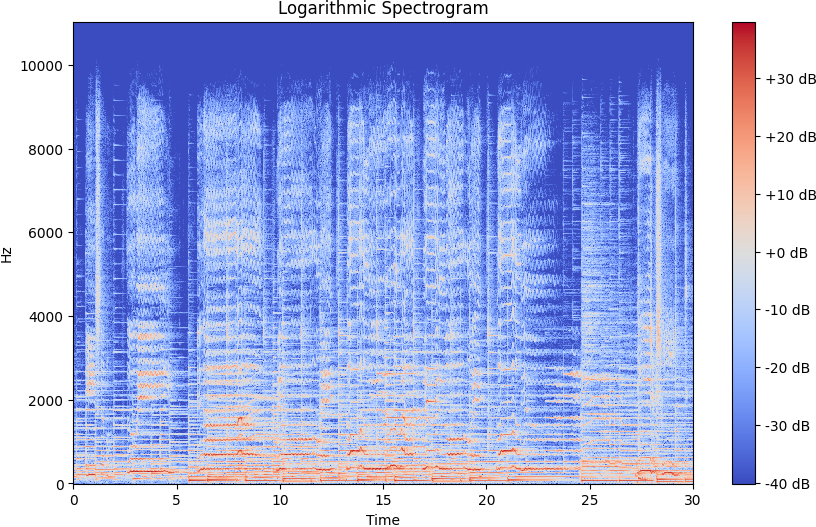 Logarithmic Spectrogram
Hz
10000
8000
6000
4000
2000
0
0 5 10 15 20 25 30
Time
+30 dB
+20 dB
+10 dB
+0 dB
-10 dB
-20 dB
-30 dB
-40 dB